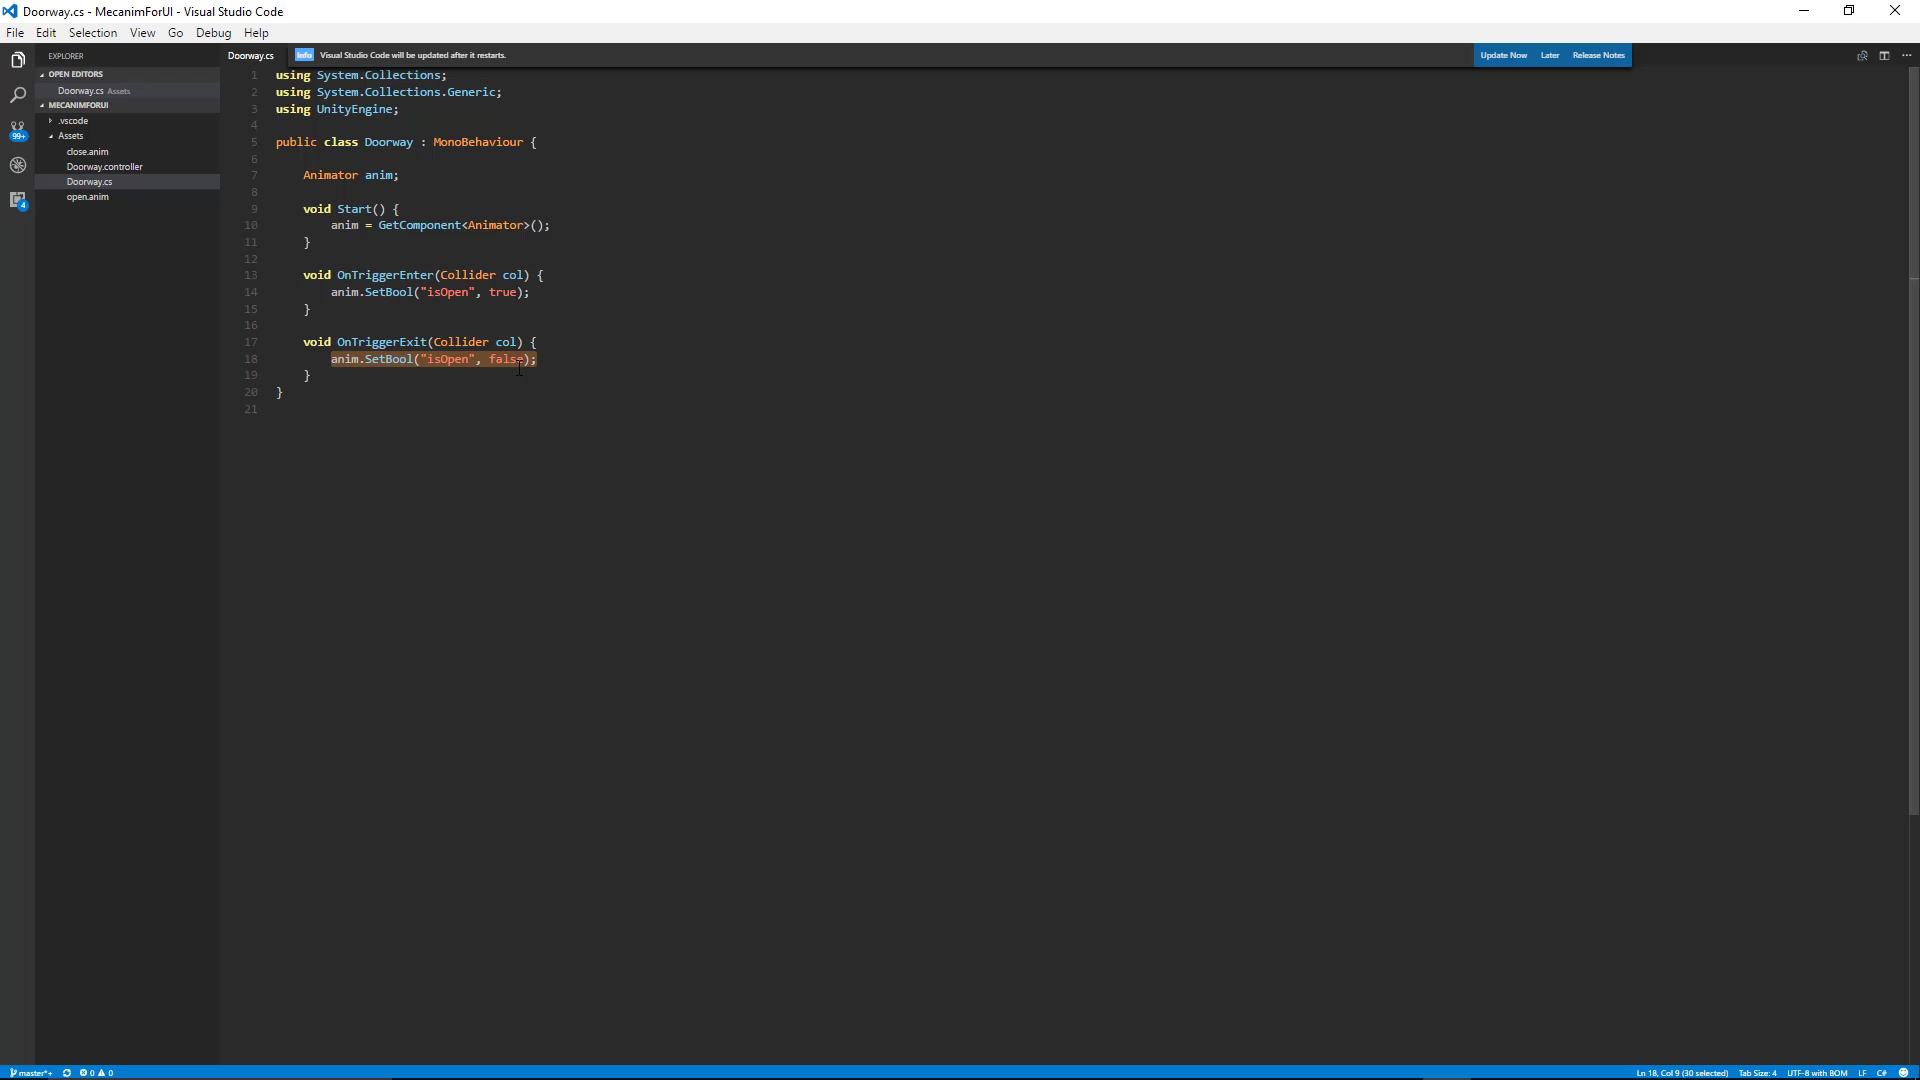 Doorway.cs - MecanimForUI - Visual Studio Code
File Edit Selection View Go Debug Help
EXPLORER
OPEN EDITORS
Doorway.cs Assets
MECANIMFORUI
.vscode
Assets
close.anim
Doorway.controller
Doorway.cs
open.anim
99+
4
Doorway.cs
Info Visual Studio Code will be updated after it restarts.
Update Now Later Release Notes
1 using System.Collections;
2 using System.Collections.Generic;
3 using UnityEngine;
4
5 public class Doorway : MonoBehaviour {
6
7 Animator anim;
8
9 void Start() {
10 anim = GetComponent<Animator>();
11 }
12
13 void OnTriggerEnter(Collider col) {
14 anim.SetBool("isOpen", true);
15 }
16
17 void OnTriggerExit(Collider col) {
18 anim.SetBool("isOpen", false);
19 }
20 }
21
master*+ 0 0
Ln 18, Col 9 (30 selected) Tab Size: 4 UTF-8 with BOM LF C#